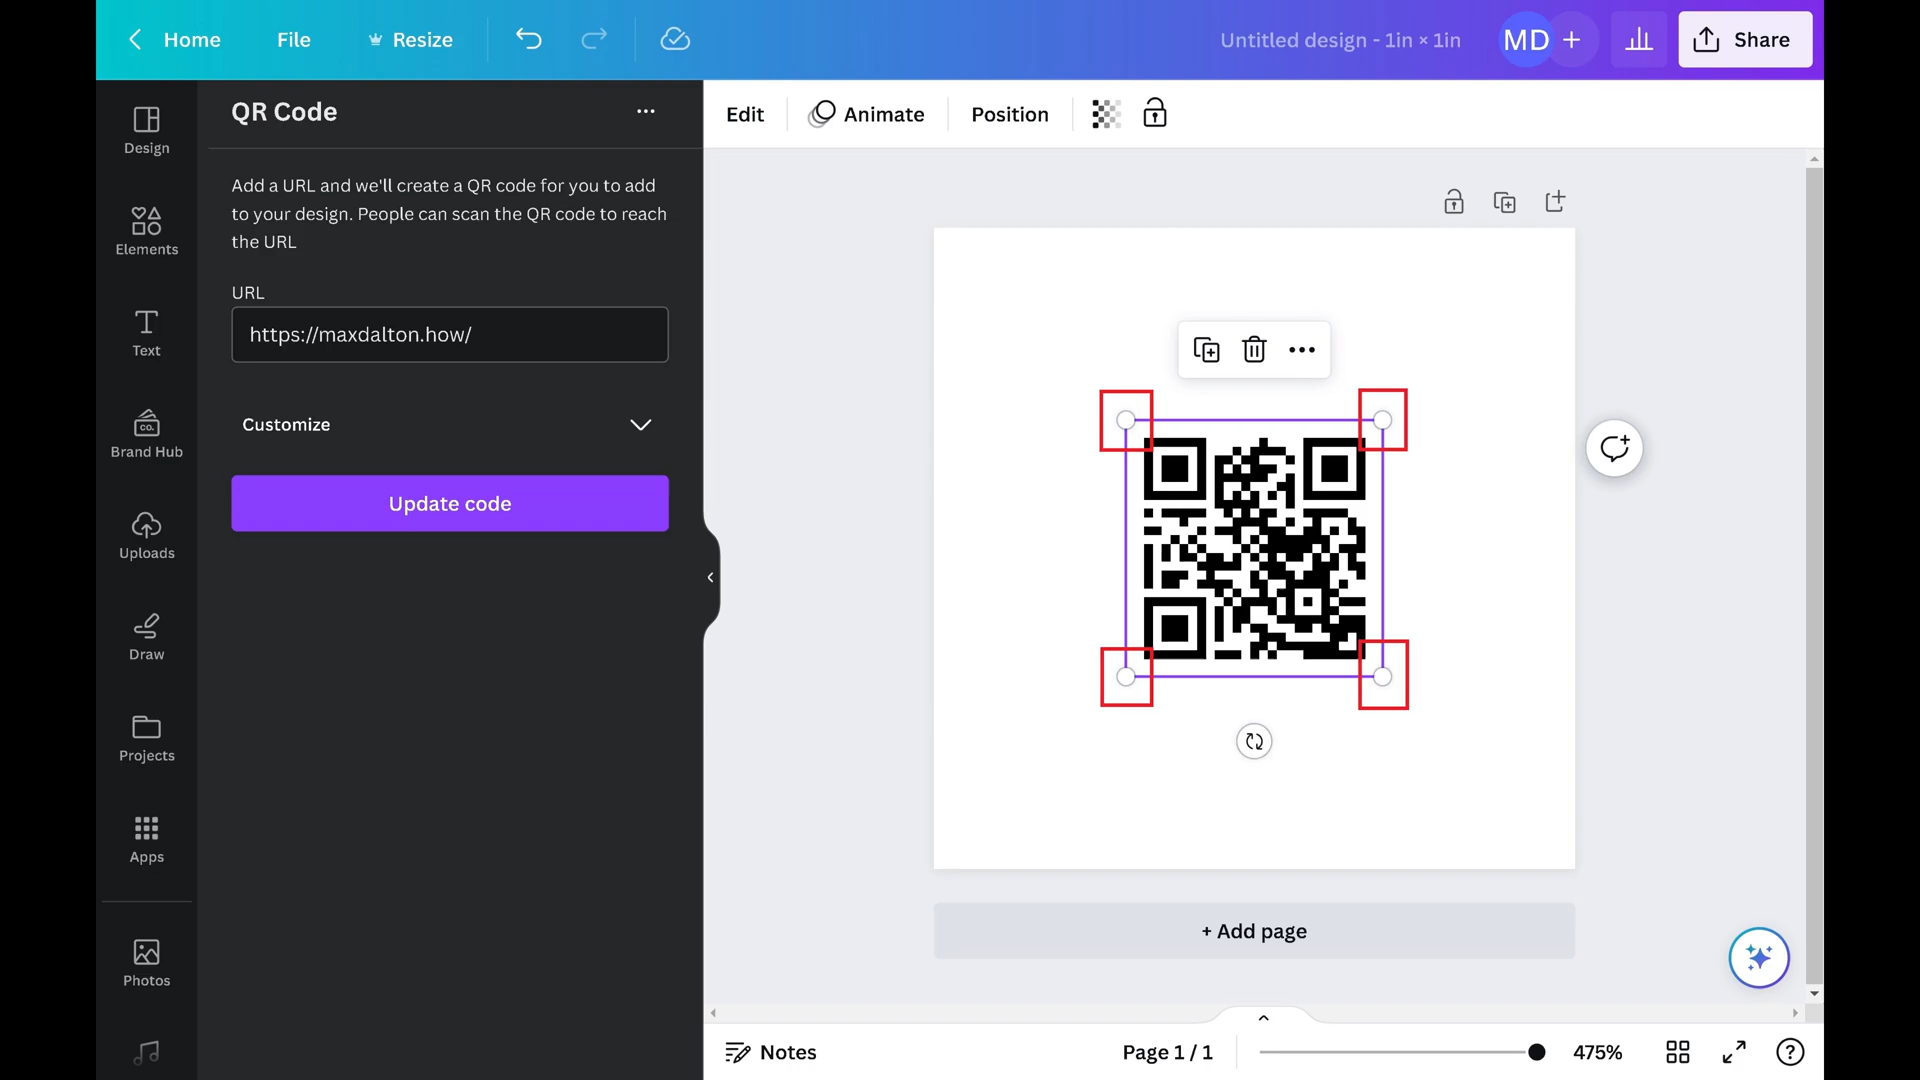 Home
File
Resize
Untitled design - 1in × 1in
MD
+
Share
Design
Elements
Text
CO.
Brand Hub
Uploads
Draw
Projects
Apps
Photos
QR Code
Add a URL and we'll create a QR code for you to add
to your design. People can scan the QR code to reach
the URL
URL
https://maxdalton.how/
Customize
Update code
Edit
Animate
Position
+ Add page
Notes
Page 1 / 1
475%
?